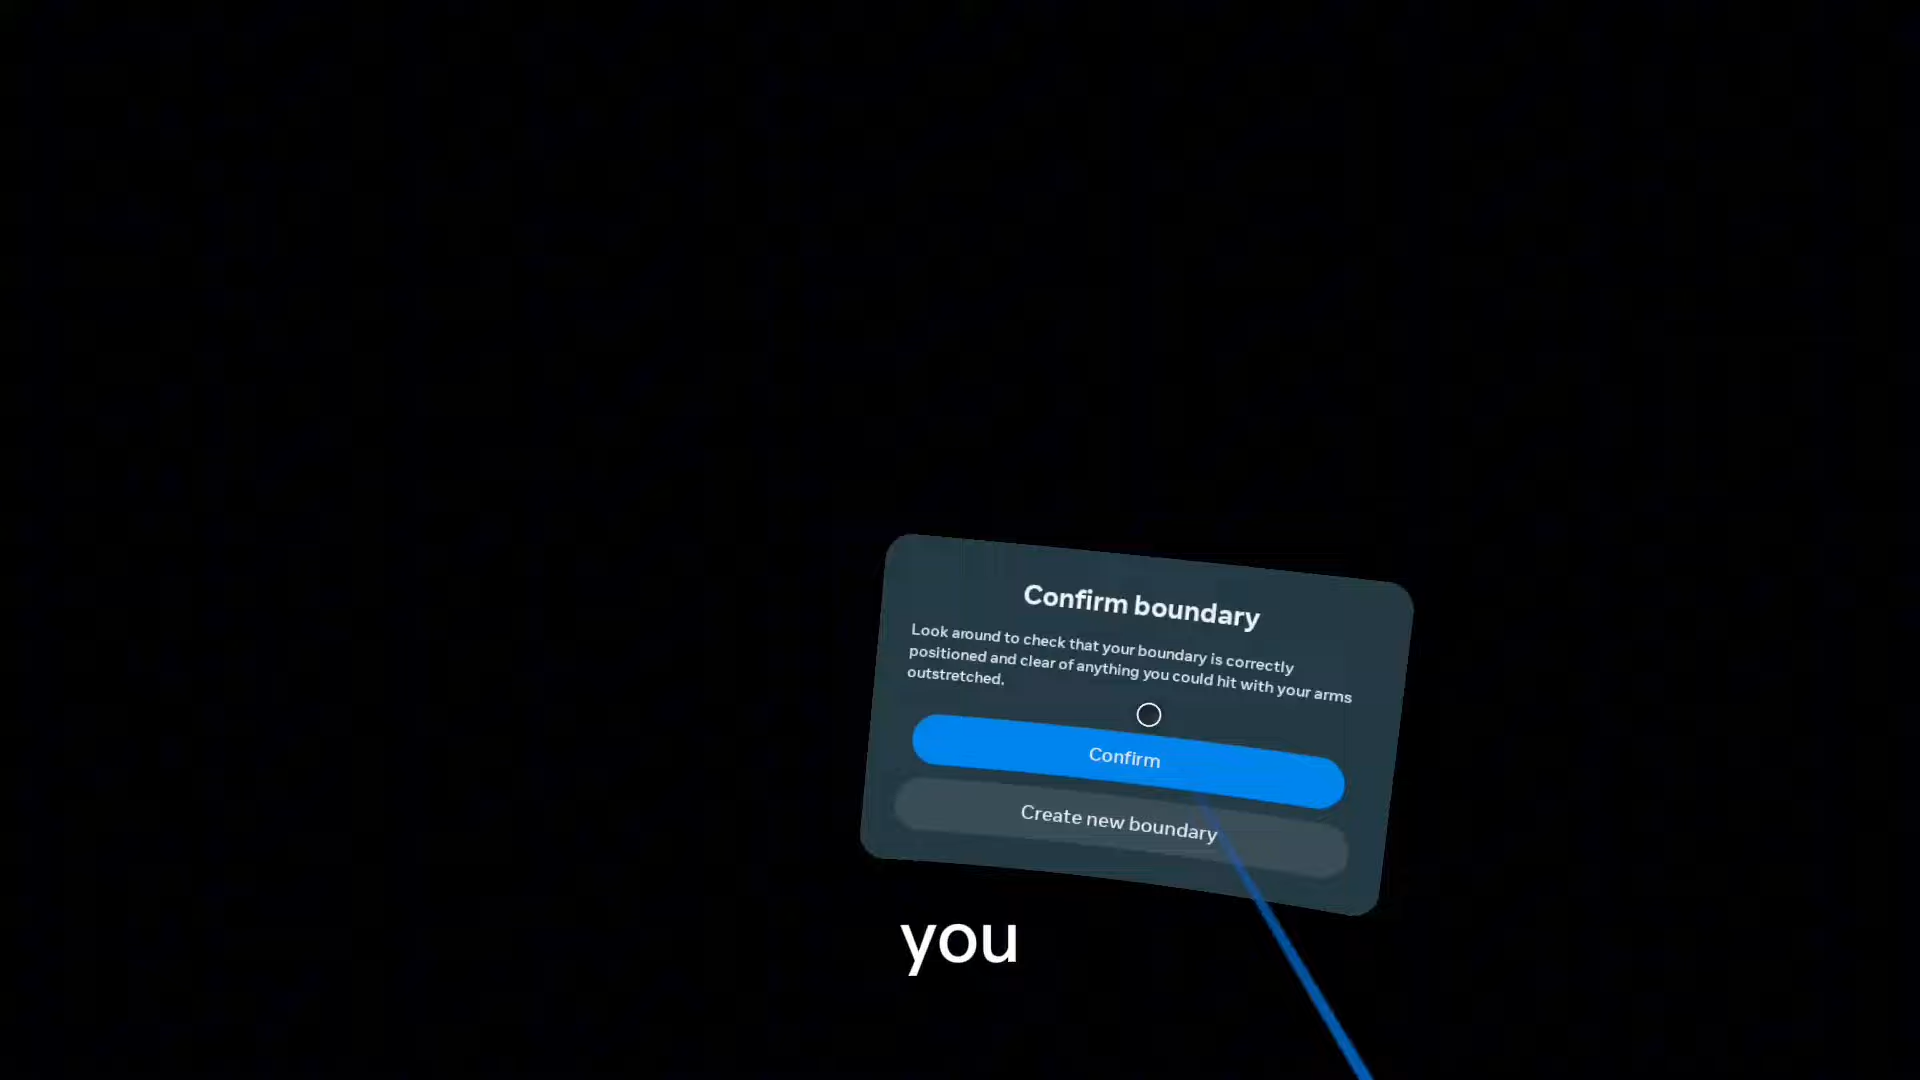 Confirm boundary
Look around to check that your boundary is correctly
positioned and clear of anything you could hit with your arms
outstretched.
Confirm
Create new boundary
you